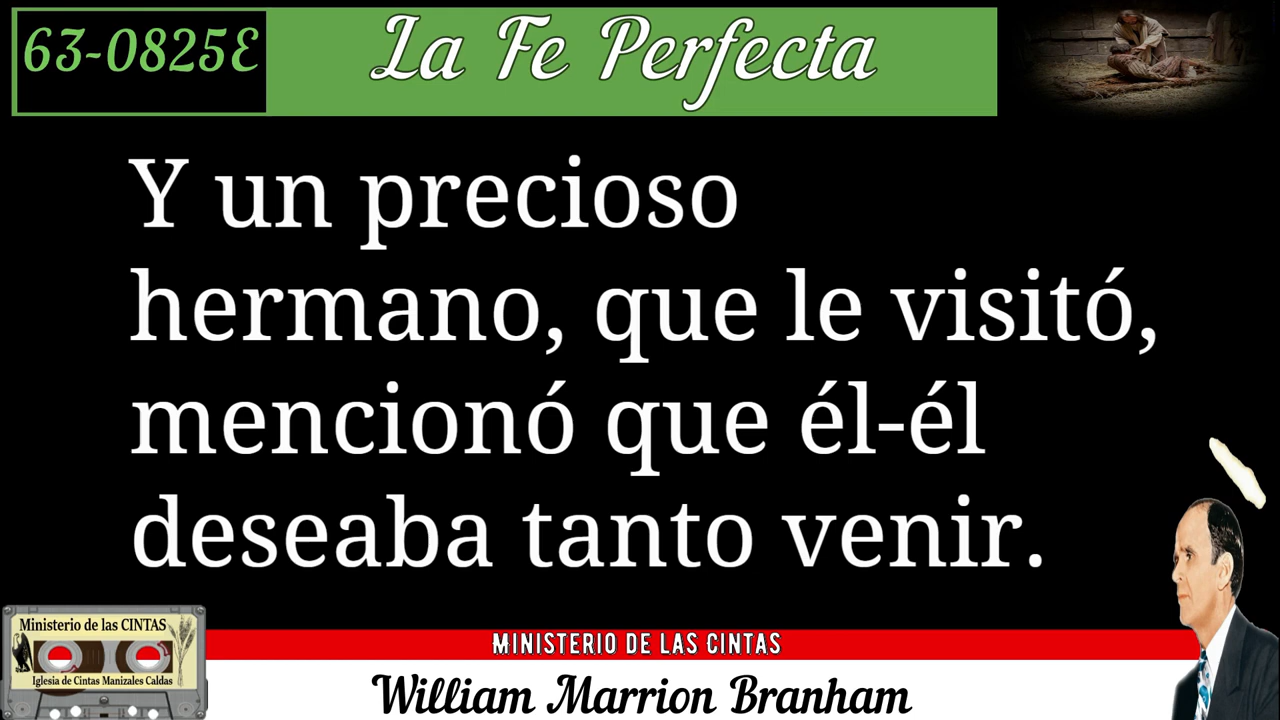 63-0825E
La Fe Perfecta
Y un precioso
hermano, que le visitó,
mencionó que él-él
deseaba tanto venir.
Ministerio de las CINTAS
Iglesia de Cintas Manizales Caldas
MINISTERIO DE LAS CINTAS
William Marrion Branham